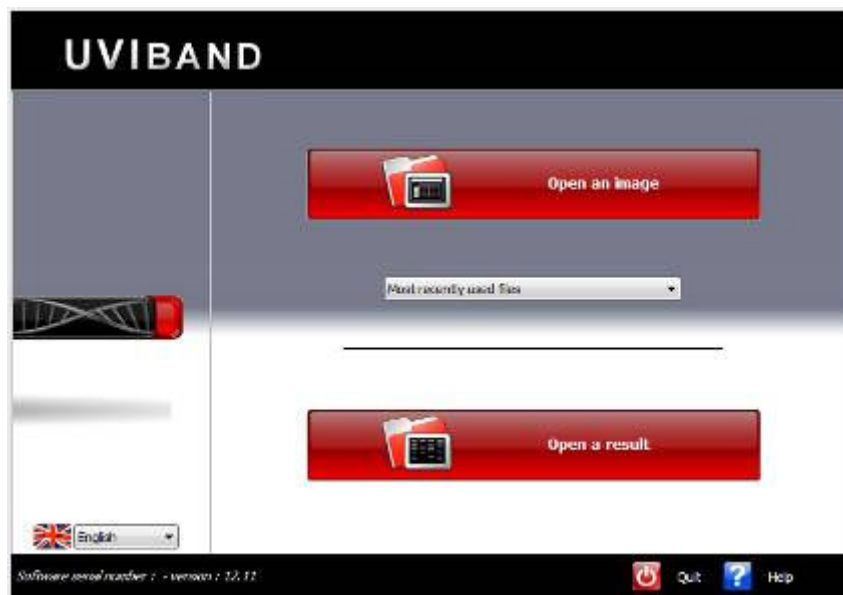 UVIBAND
Open an image
Most recently used files
Open a result
English
Software serial number : - version : 12.11
Quit
Help